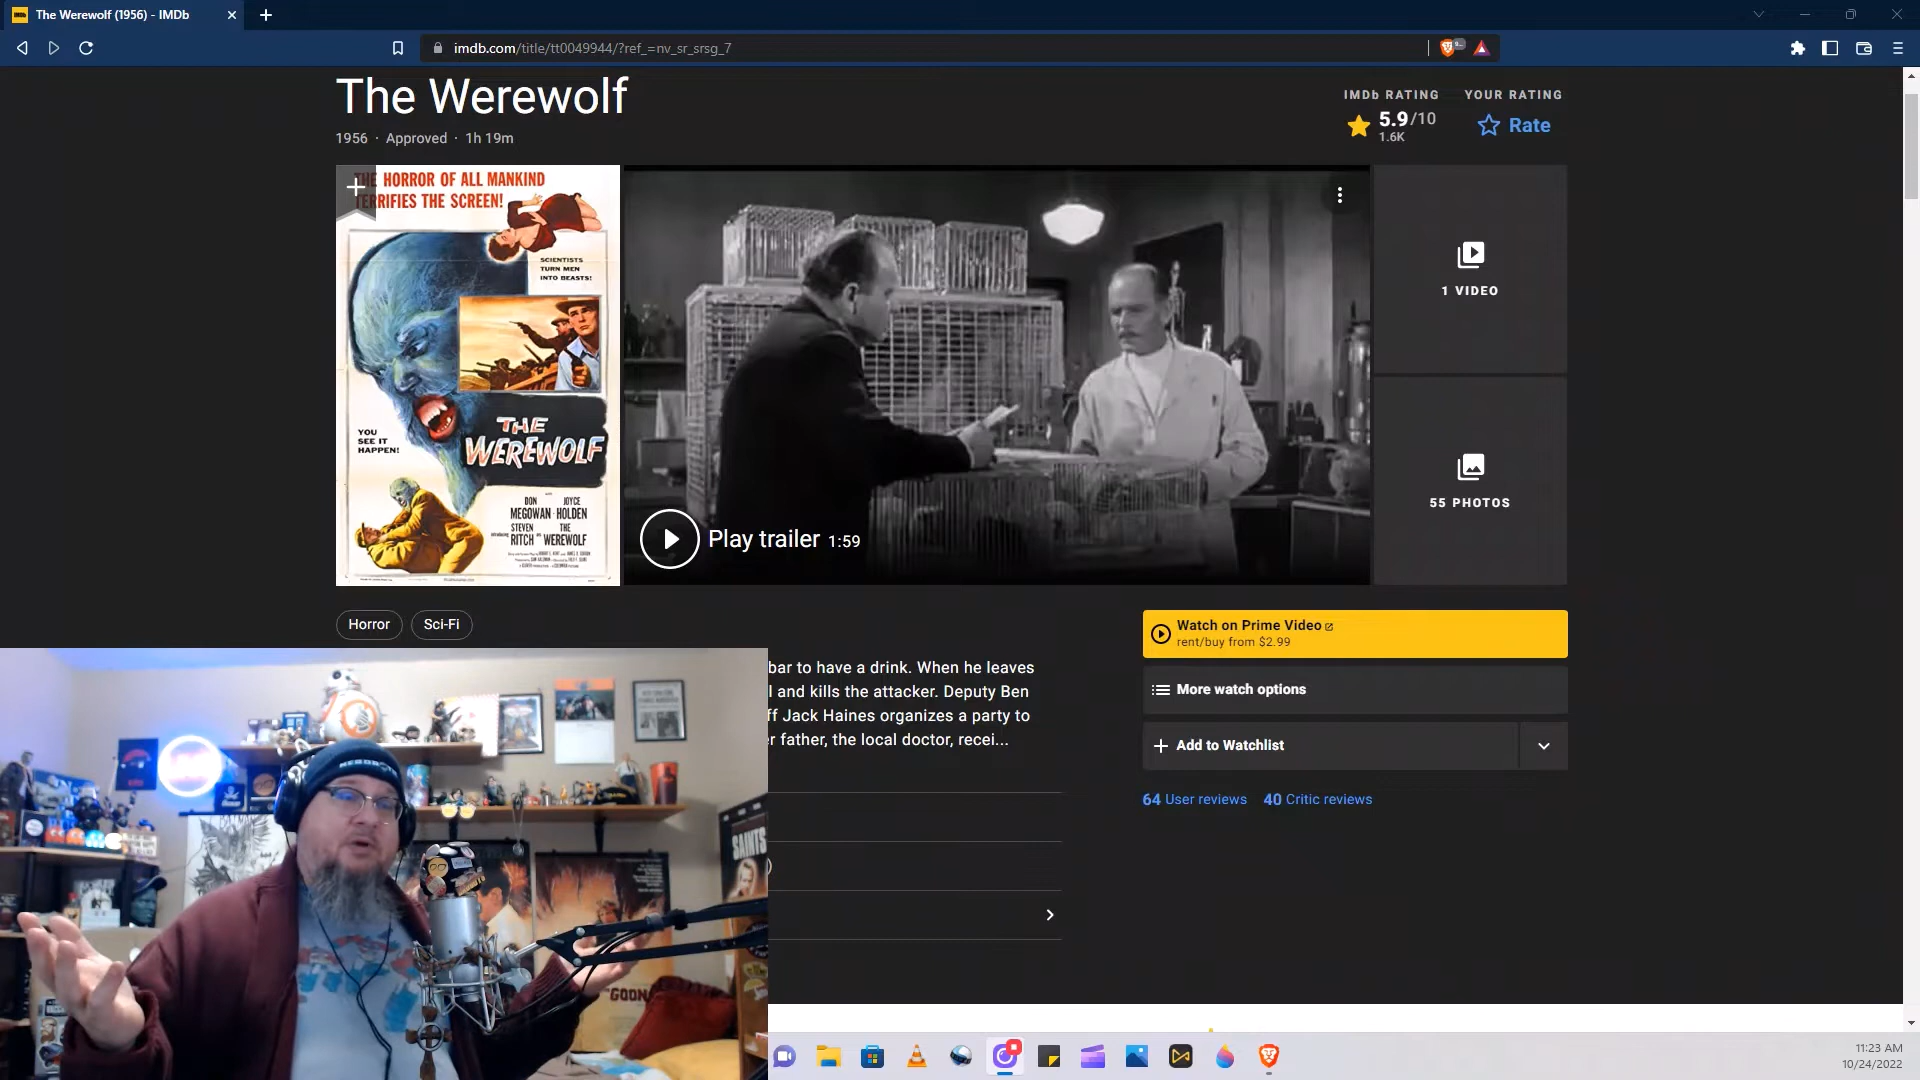 The Werewolf (1956) - IMDb
imdb.com/title/tt0049944/?ref_=nv_sr_srsg_7
The Werewolf
1956 · Approved · 1h 19m
IMDb RATING
5.9/10
1.6K
YOUR RATING
Rate
THE HORROR OF ALL MANKIND
TERRIFIES THE SCREEN!
SCIENTISTS
TURN MEN
INTO BEASTS!
YOU
SEE IT
HAPPEN!
THE
WEREWOLF
DON MEGOWAN · JOYCE HOLDEN
STEVEN RITCH THE WEREWOLF
Play trailer 1:59
1 VIDEO
55 PHOTOS
Horror
Sci-Fi
bar to have a drink. When he leaves
l and kills the attacker. Deputy Ben
ff Jack Haines organizes a party to
er father, the local doctor, recei...
Watch on Prime Video
rent/buy from $2.99
More watch options
Add to Watchlist
64 User reviews
40 Critic reviews
SAINTS
11:23 AM
10/24/2022